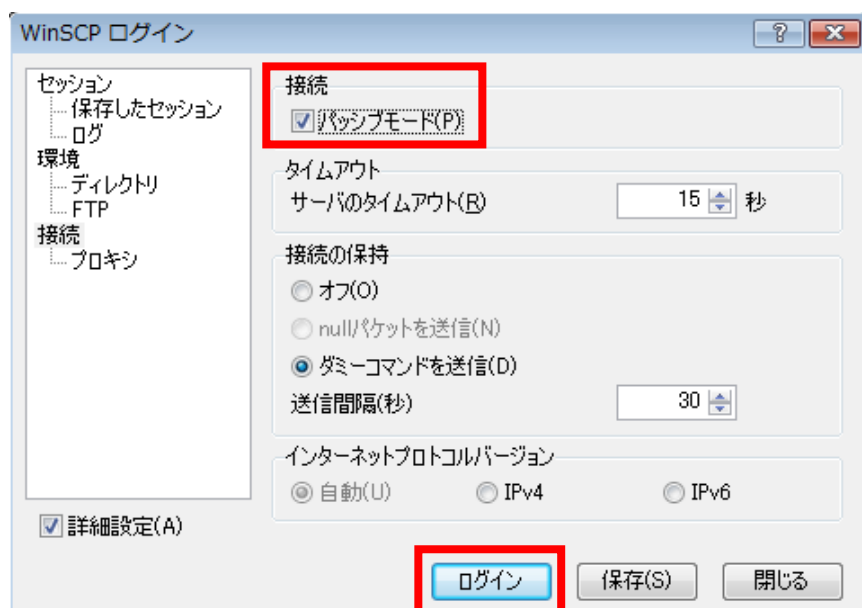 WinSCP ログイン
セッション
保存したセッション
ログ
環境
ディレクトリ
FTP
接続
プロキシ
詳細設定(A)
接続
パッシブモード(P)
タイムアウト
サーバのタイムアウト(R) 15 秒
接続の保持
オフ(O)
nullパケットを送信(N)
ダミーコマンドを送信(D)
送信間隔(秒) 30
インターネットプロトコルバージョン
自動(U) IPv4 IPv6
ログイン 保存(S) 閉じる